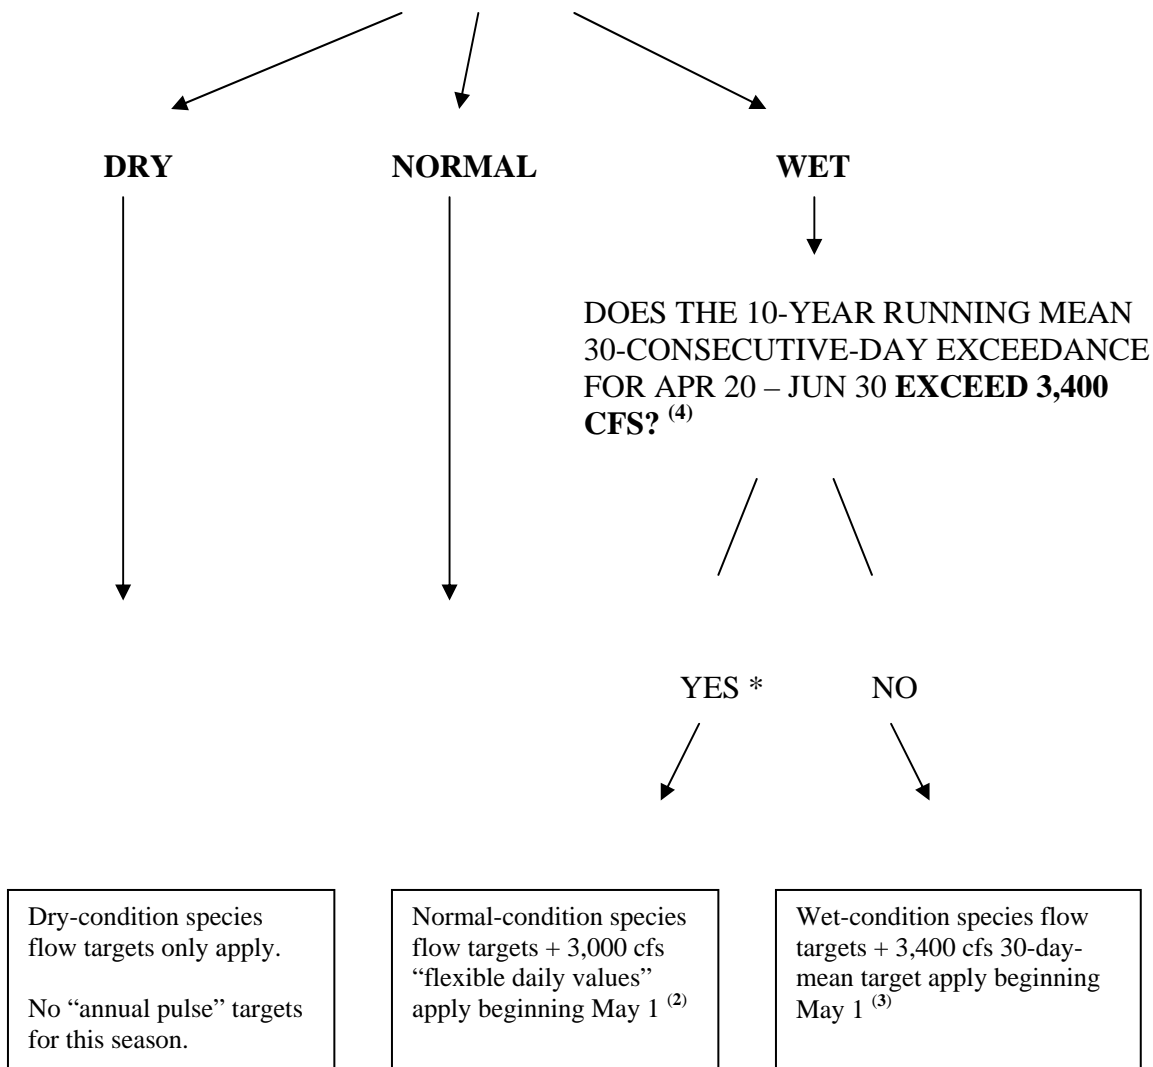 DRY
NORMAL
WET
DOES THE 10-YEAR RUNNING MEAN
30-CONSECUTIVE-DAY EXCEEDANCE
FOR APR 20 – JUN 30 EXCEED 3,400
CFS? (4)
YES *
NO
Dry-condition species
flow targets only apply.
No “annual pulse” targets
for this season.
Normal-condition species
flow targets + 3,000 cfs
“flexible daily values”
apply beginning May 1 (2)
Wet-condition species flow
targets + 3,400 cfs 30-day-
mean target apply beginning
May 1 (3)